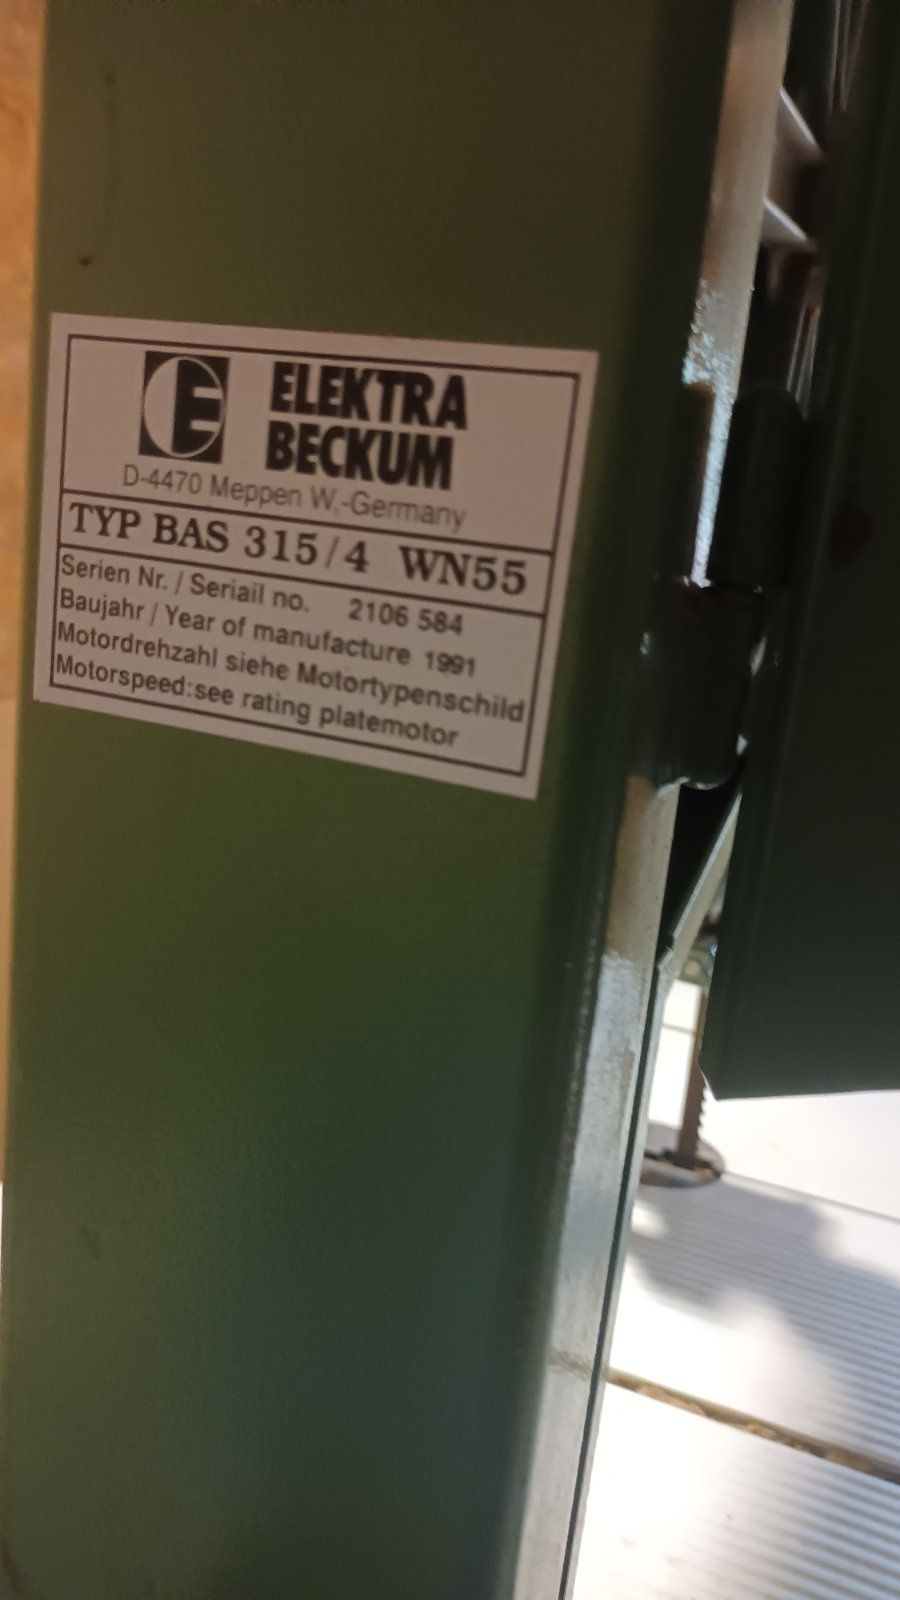 E ELEKTRA
BECKUM
D-4470 Meppen W,-Germany
TYP BAS 315/4 WN55
Serien Nr. / Seriail no. 2106 584
Baujahr / Year of manufacture 1991
Motordrehzahl siehe Motortypenschild
Motorspeed:see rating platemotor